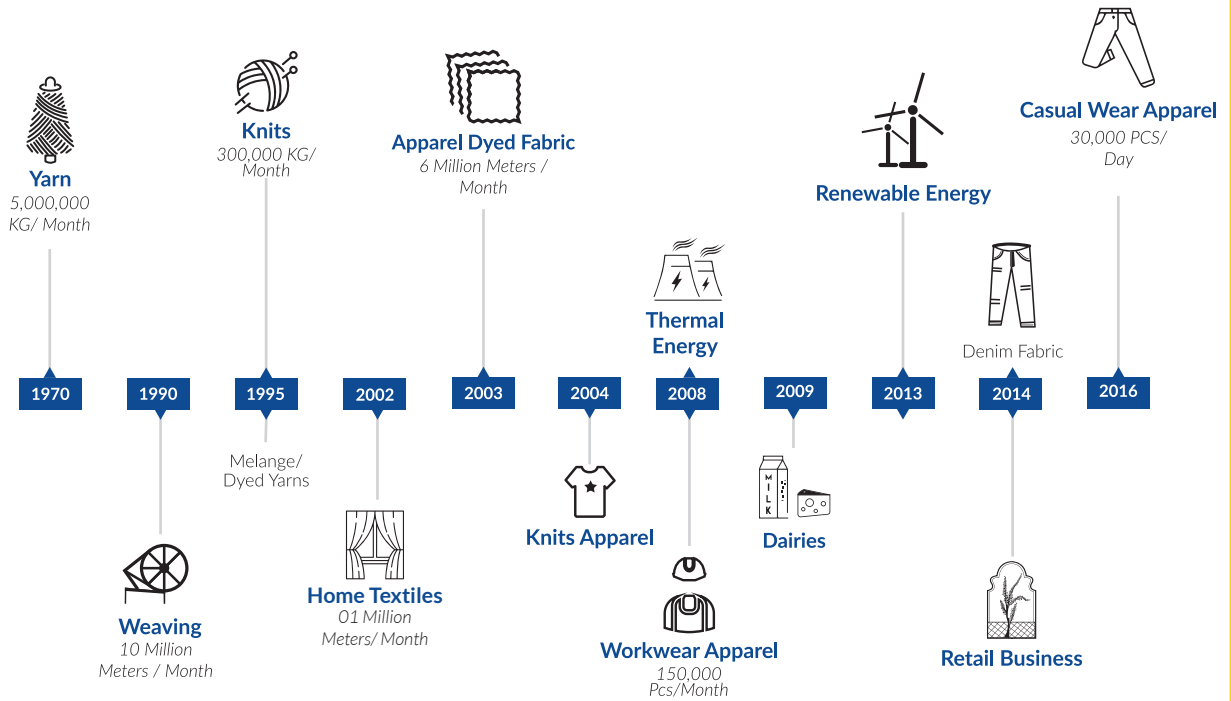 Yarn
5,000,000
KG/ Month
Knits
300,000 KG/
Month
Apparel Dyed Fabric
6 Million Meters /
Month
Renewable Energy
Casual Wear Apparel
30,000 PCS/
Day
Thermal
Energy
Denim Fabric
1970
1990
1995
2002
2003
2004
2008
2009
2013
2014
2016
Weaving
10 Million
Meters / Month
Melange/
Dyed Yarns
Home Textiles
01 Million
Meters/ Month
Knits Apparel
Workwear Apparel
150,000
Pcs/Month
MILK
Dairies
Retail Business